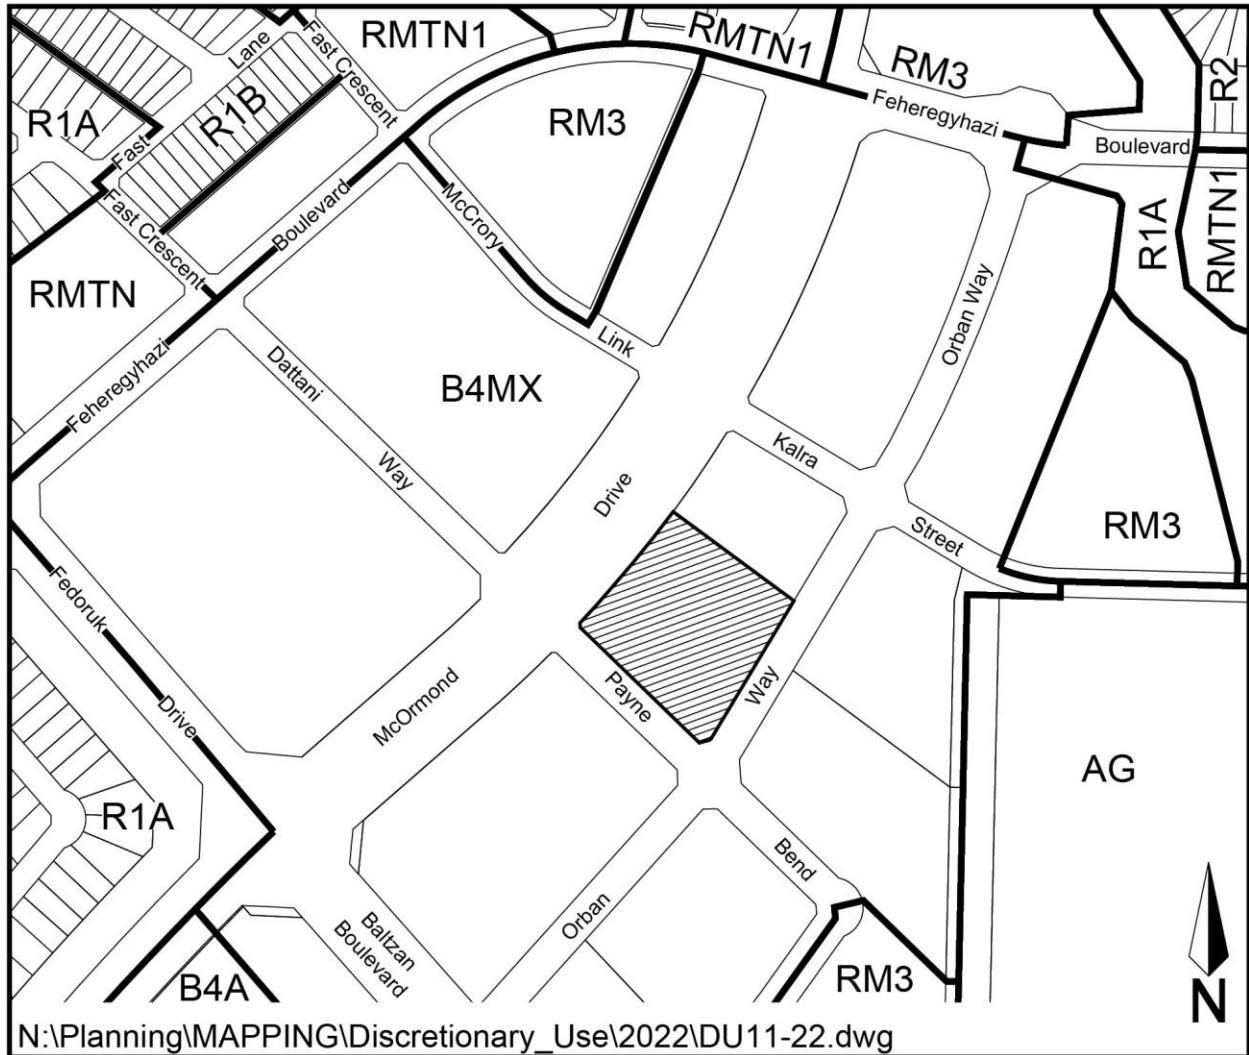 RMTN1
RMTN1
RM3
R2
Fast Crescent
Lane
R1A
R1B
RM3
Feheregyhazi
Boulevard
Fast
Boulevard
McCrory
Fast Crescent
R1A
RMTN1
RMTN
Orban Way
Link
Dattani
B4MX
Feheregyhazi
Kalra
Way
Drive
Street
RM3
Fedoruk
Drive
McOrmond
Payne
Way
AG
R1A
Bend
Orban
Baltzan
Boulevard
B4A
RM3
N
N:\Planning\MAPPING\Discretionary_Use\2022\DU11-22.dwg